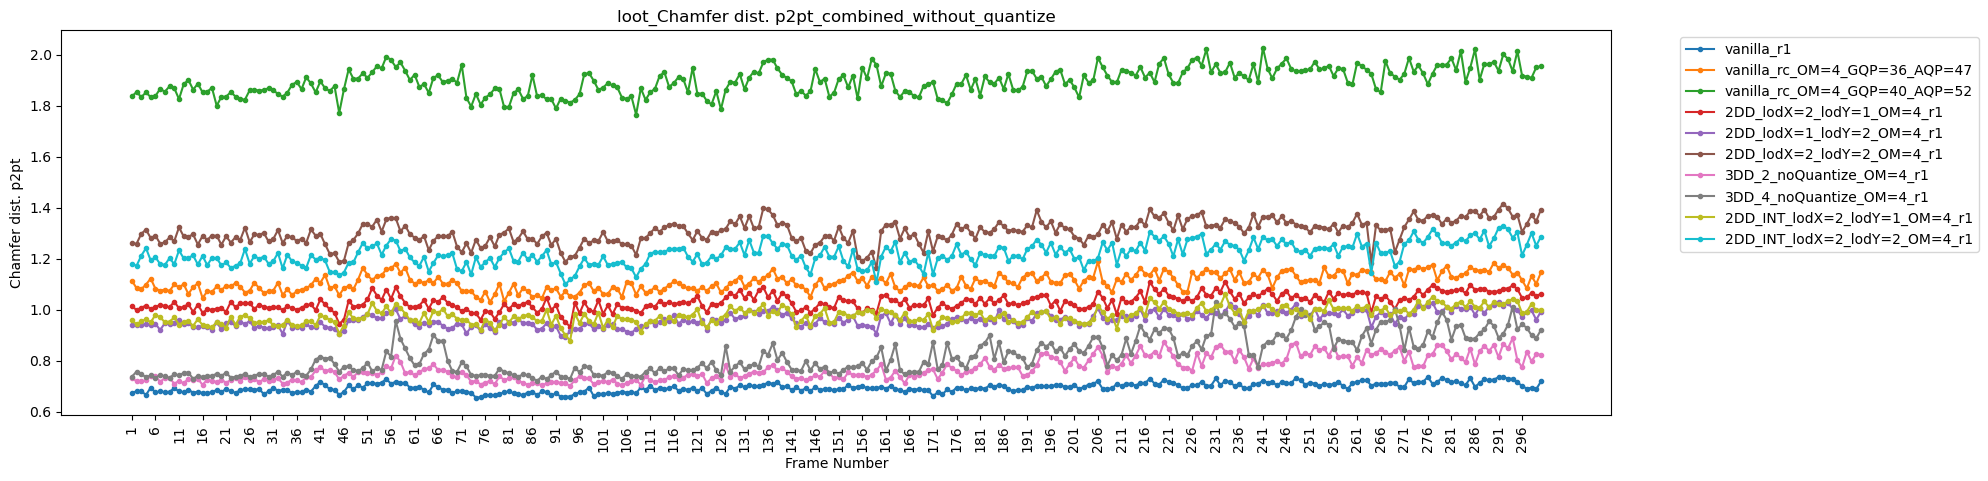 loot_Chamfer dist. p2pt_combined_without_quantize
Chamfer dist. p2pt
2.0
1.8
1.6
1.4
1.2
1.0
0.8
0.6
1 6 11 16 21 26 31 36 41 46 51 56 61 66 71 76 81 86 91 96 101 106 111 116 121 126 131 136 141 146 151 156 161 166 171 176 181 186 191 196 201 206 211 216 221 226 231 236 241 246 251 256 261 266 271 276 281 286 291 296
Frame Number
vanilla_r1
vanilla_rc_OM=4_GQP=36_AQP=47
vanilla_rc_OM=4_GQP=40_AQP=52
2DD_lodX=2_lodY=1_OM=4_r1
2DD_lodX=1_lodY=2_OM=4_r1
2DD_lodX=2_lodY=2_OM=4_r1
3DD_2_noQuantize_OM=4_r1
3DD_4_noQuantize_OM=4_r1
2DD_INT_lodX=2_lodY=1_OM=4_r1
2DD_INT_lodX=2_lodY=2_OM=4_r1